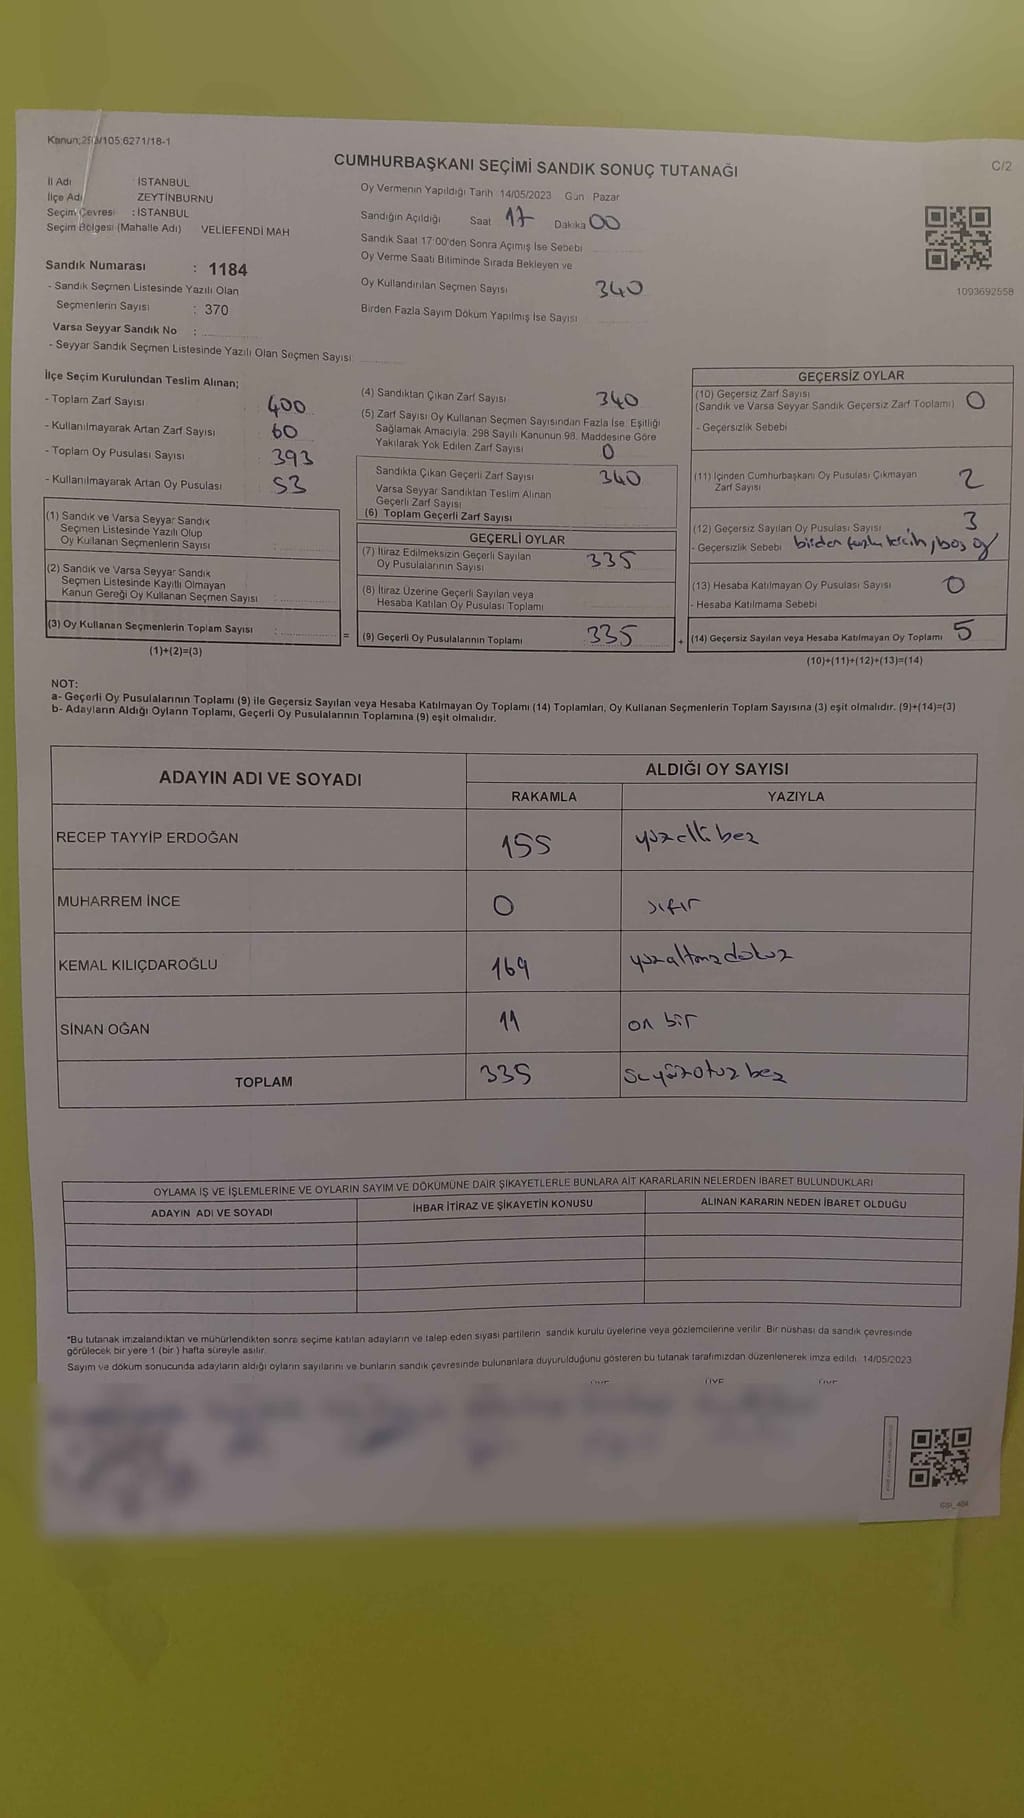 Kanun;298/105;6271/18-1
CUMHURBAŞKANI SEÇİMİ SANDIK SONUÇ TUTANAĞI
C/2
İl Adı : İSTANBUL
İlçe Adı ZEYTİNBURNU
Seçim Çevresi : İSTANBUL
Seçim Bölgesi (Mahalle Adı) VELİEFENDİ MAH
Sandık Numarası : 1184
- Sandık Seçmen Listesinde Yazılı Olan
Seçmenlerin Sayısı : 370
Varsa Seyyar Sandık No :
- Seyyar Sandık Seçmen Listesinde Yazılı Olan Seçmen Sayısı
Oy Vermenin Yapıldığı Tarih 14/05/2023 Gün Pazar
Sandığın Açıldığı Saat 17 Dakika 00
Sandık Saat 17:00'den Sonra Açımış İse Sebebi
Oy Verme Saati Bitiminde Sırada Bekleyen ve
Oy Kullandırılan Seçmen Sayısı 340
Birden Fazla Sayım Döküm Yapılmış İse Sayısı
1093692558
İlçe Seçim Kurulundan Teslim Alınan;
- Toplam Zarf Sayısı 400
- Kullanılmayarak Artan Zarf Sayısı 60
- Toplam Oy Pusulası Sayısı 393
- Kullanılmayarak Artan Oy Pusulası 53
(1) Sandık ve Varsa Seyyar Sandık
Seçmen Listesinde Yazılı Olup
Oy Kullanan Seçmenlerin Sayısı :
(2) Sandık ve Varsa Seyyar Sandık
Seçmen Listesinde Kayıtlı Olmayan
Kanun Gereği Oy Kullanan Seçmen Sayısı :
(3) Oy Kullanan Seçmenlerin Toplam Sayısı : =
(1)+(2)=(3)
(4) Sandıktan Çıkan Zarf Sayısı 340
(5) Zarf Sayısı Oy Kullanan Seçmen Sayısından Fazla İse, Eşitliği
Sağlamak Amacıyla, 298 Sayılı Kanunun 98. Maddesine Göre
Yakılarak Yok Edilen Zarf Sayısı 0
Sandıkta Çıkan Geçerli Zarf Sayısı 340
Varsa Seyyar Sandıktan Teslim Alınan
Geçerli Zarf Sayısı
(6) Toplam Geçerli Zarf Sayısı
GEÇERLİ OYLAR
(7) İtiraz Edilmeksizin Geçerli Sayılan
Oy Pusulalarının Sayısı 335
(8) İtiraz Üzerine Geçerli Sayılan veya
Hesaba Katılan Oy Pusulası Toplamı
(9) Geçerli Oy Pusulalarının Toplamı 335 +
GEÇERSİZ OYLAR
(10) Geçersiz Zarf Sayısı
(Sandık ve Varsa Seyyar Sandık Geçersiz Zarf Toplamı) 0
- Geçersizlik Sebebi
(11) İçinden Cumhurbaşkanı Oy Pusulası Çıkmayan
Zarf Sayısı 2
(12) Geçersiz Sayılan Oy Pusulası Sayısı 3
- Geçersizlik Sebebi birden fazla tercih, boş oy
(13) Hesaba Katılmayan Oy Pusulası Sayısı 0
- Hesaba Katılmama Sebebi
(14) Geçersiz Sayılan veya Hesaba Katılmayan Oy Toplamı 5
(10)+(11)+(12)+(13)=(14)
NOT:
a- Geçerli Oy Pusulalarının Toplamı (9) ile Geçersiz Sayılan veya Hesaba Katılmayan Oy Toplamı (14) Toplamları, Oy Kullanan Seçmenlerin Toplam Sayısına (3) eşit olmalıdır. (9)+(14)=(3)
b- Adayların Aldığı Oyların Toplamı, Geçerli Oy Pusulalarının Toplamına (9) eşit olmalıdır.
ADAYIN ADI VE SOYADI ALDIĞI OY SAYISI
RAKAMLA YAZIYLA
RECEP TAYYİP ERDOĞAN 155 yüzelli beş
MUHARREM İNCE 0 sıfır
KEMAL KILIÇDAROĞLU 169 yüzaltmışdokuz
SİNAN OĞAN 11 on bir
TOPLAM 335 üçyüzotuz beş
OYLAMA İŞ VE İŞLEMLERİNE VE OYLARIN SAYIM VE DÖKÜMÜNE DAİR ŞİKAYETLERLE BUNLARA AİT KARARLARIN NELERDEN İBARET BULUNDUKLARI
ADAYIN ADI VE SOYADI İHBAR İTİRAZ VE ŞİKAYETİN KONUSU ALINAN KARARIN NEDEN İBARET OLDUĞU
*Bu tutanak imzalandıktan ve mühürlendikten sonra seçime katılan adayların ve talep eden siyasi partilerin sandık kurulu üyelerine veya gözlemcilerine verilir. Bir nüshası da sandık çevresinde
görülecek bir yere 1 (bir) hafta süreyle asılır.
Sayım ve döküm sonucunda adayların aldığı oyların sayılarını ve bunların sandık çevresinde bulunanlara duyurulduğunu gösteren bu tutanak tarafımızdan düzenlenerek imza edildi. 14/05/2023
ÜYE ÜYE ÜYE